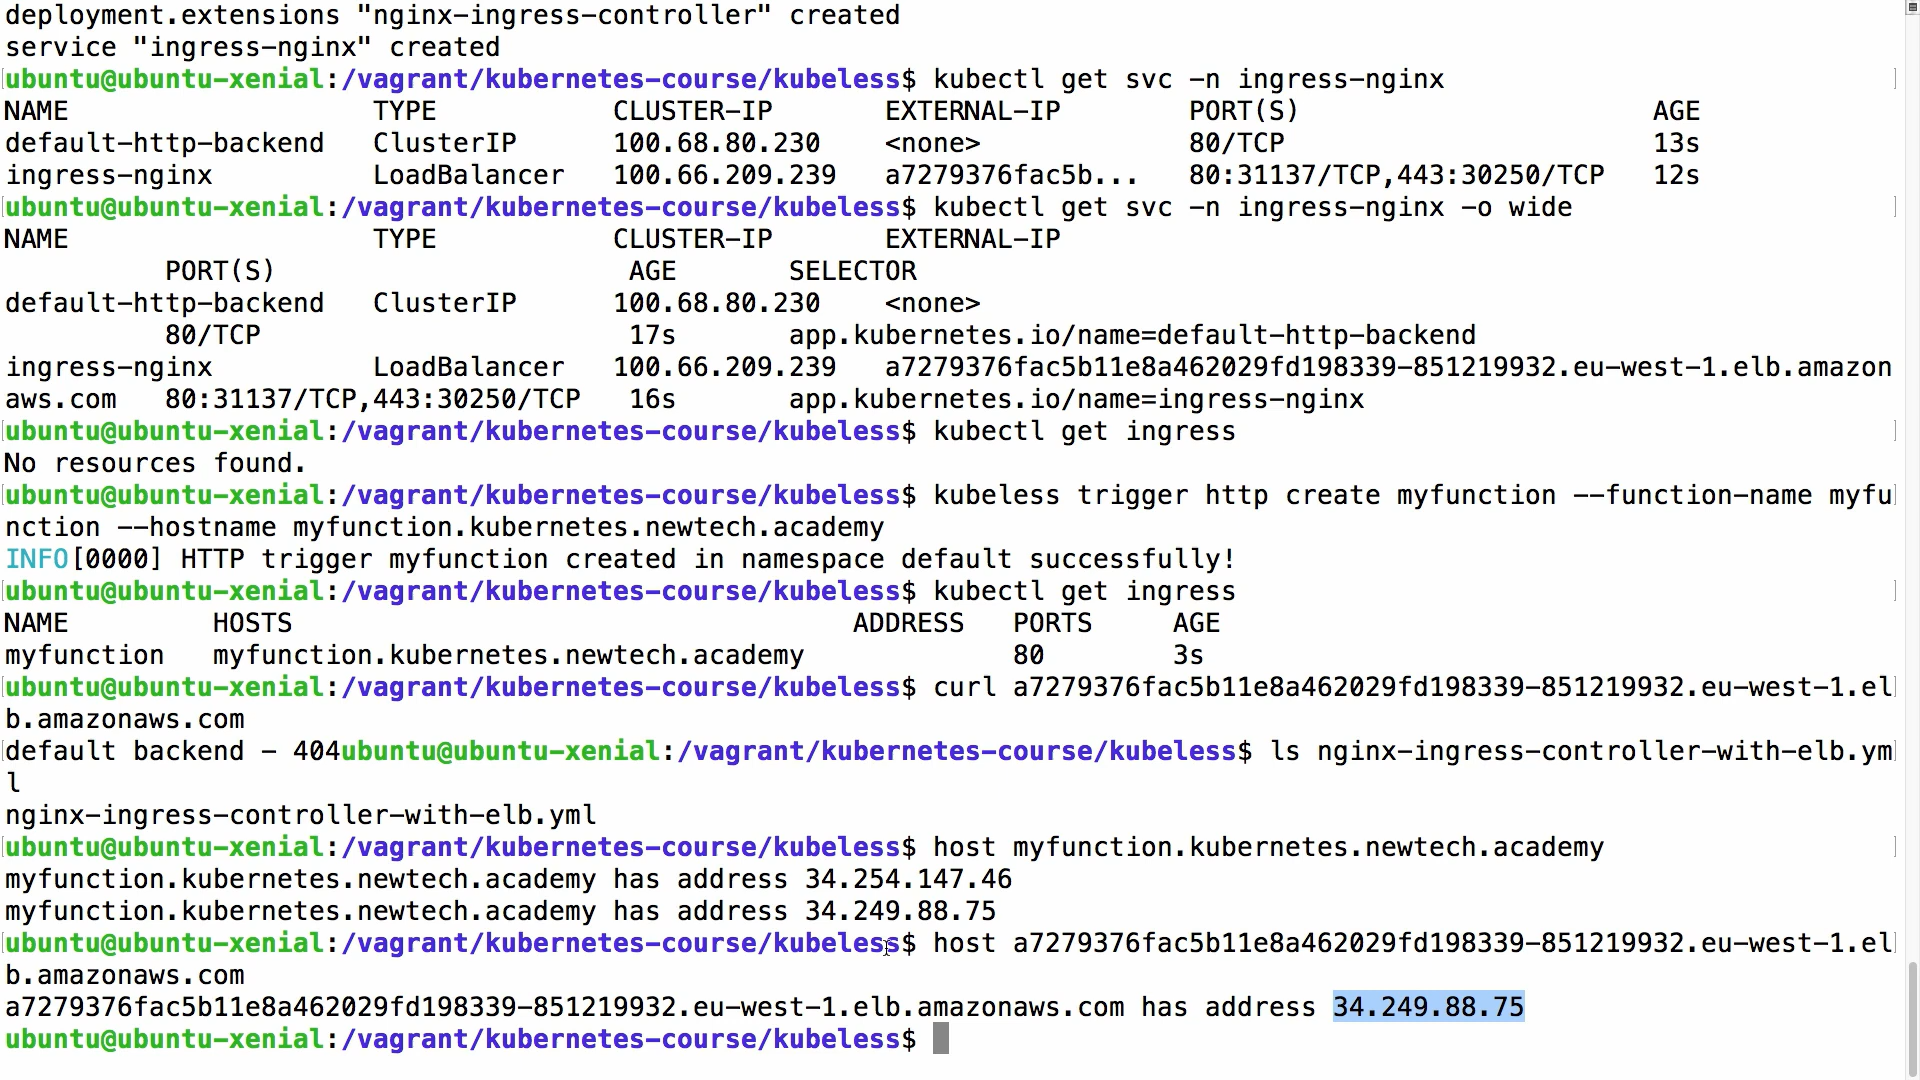 deployment.extensions "nginx-ingress-controller" created
service "ingress-nginx" created
ubuntu@ubuntu-xenial:/vagrant/kubernetes-course/kubeless$ kubectl get svc -n ingress-nginx
NAME TYPE CLUSTER-IP EXTERNAL-IP PORT(S) AGE
default-http-backend ClusterIP 100.68.80.230 <none> 80/TCP 13s
ingress-nginx LoadBalancer 100.66.209.239 a7279376fac5b... 80:31137/TCP,443:30250/TCP 12s
ubuntu@ubuntu-xenial:/vagrant/kubernetes-course/kubeless$ kubectl get svc -n ingress-nginx -o wide
NAME TYPE CLUSTER-IP EXTERNAL-IP
PORT(S) AGE SELECTOR
default-http-backend ClusterIP 100.68.80.230 <none>
80/TCP 17s app.kubernetes.io/name=default-http-backend
ingress-nginx LoadBalancer 100.66.209.239 a7279376fac5b11e8a462029fd198339-851219932.eu-west-1.elb.amazon
aws.com 80:31137/TCP,443:30250/TCP 16s app.kubernetes.io/name=ingress-nginx
ubuntu@ubuntu-xenial:/vagrant/kubernetes-course/kubeless$ kubectl get ingress
No resources found.
ubuntu@ubuntu-xenial:/vagrant/kubernetes-course/kubeless$ kubeless trigger http create myfunction --function-name myfu
nction --hostname myfunction.kubernetes.newtech.academy
INFO[0000] HTTP trigger myfunction created in namespace default successfully!
ubuntu@ubuntu-xenial:/vagrant/kubernetes-course/kubeless$ kubectl get ingress
NAME HOSTS ADDRESS PORTS AGE
myfunction myfunction.kubernetes.newtech.academy 80 3s
ubuntu@ubuntu-xenial:/vagrant/kubernetes-course/kubeless$ curl a7279376fac5b11e8a462029fd198339-851219932.eu-west-1.el
b.amazonaws.com
default backend - 404ubuntu@ubuntu-xenial:/vagrant/kubernetes-course/kubeless$ ls nginx-ingress-controller-with-elb.ym
l
nginx-ingress-controller-with-elb.yml
ubuntu@ubuntu-xenial:/vagrant/kubernetes-course/kubeless$ host myfunction.kubernetes.newtech.academy
myfunction.kubernetes.newtech.academy has address 34.254.147.46
myfunction.kubernetes.newtech.academy has address 34.249.88.75
ubuntu@ubuntu-xenial:/vagrant/kubernetes-course/kubeless$ host a7279376fac5b11e8a462029fd198339-851219932.eu-west-1.el
b.amazonaws.com
a7279376fac5b11e8a462029fd198339-851219932.eu-west-1.elb.amazonaws.com has address 34.249.88.75
ubuntu@ubuntu-xenial:/vagrant/kubernetes-course/kubeless$